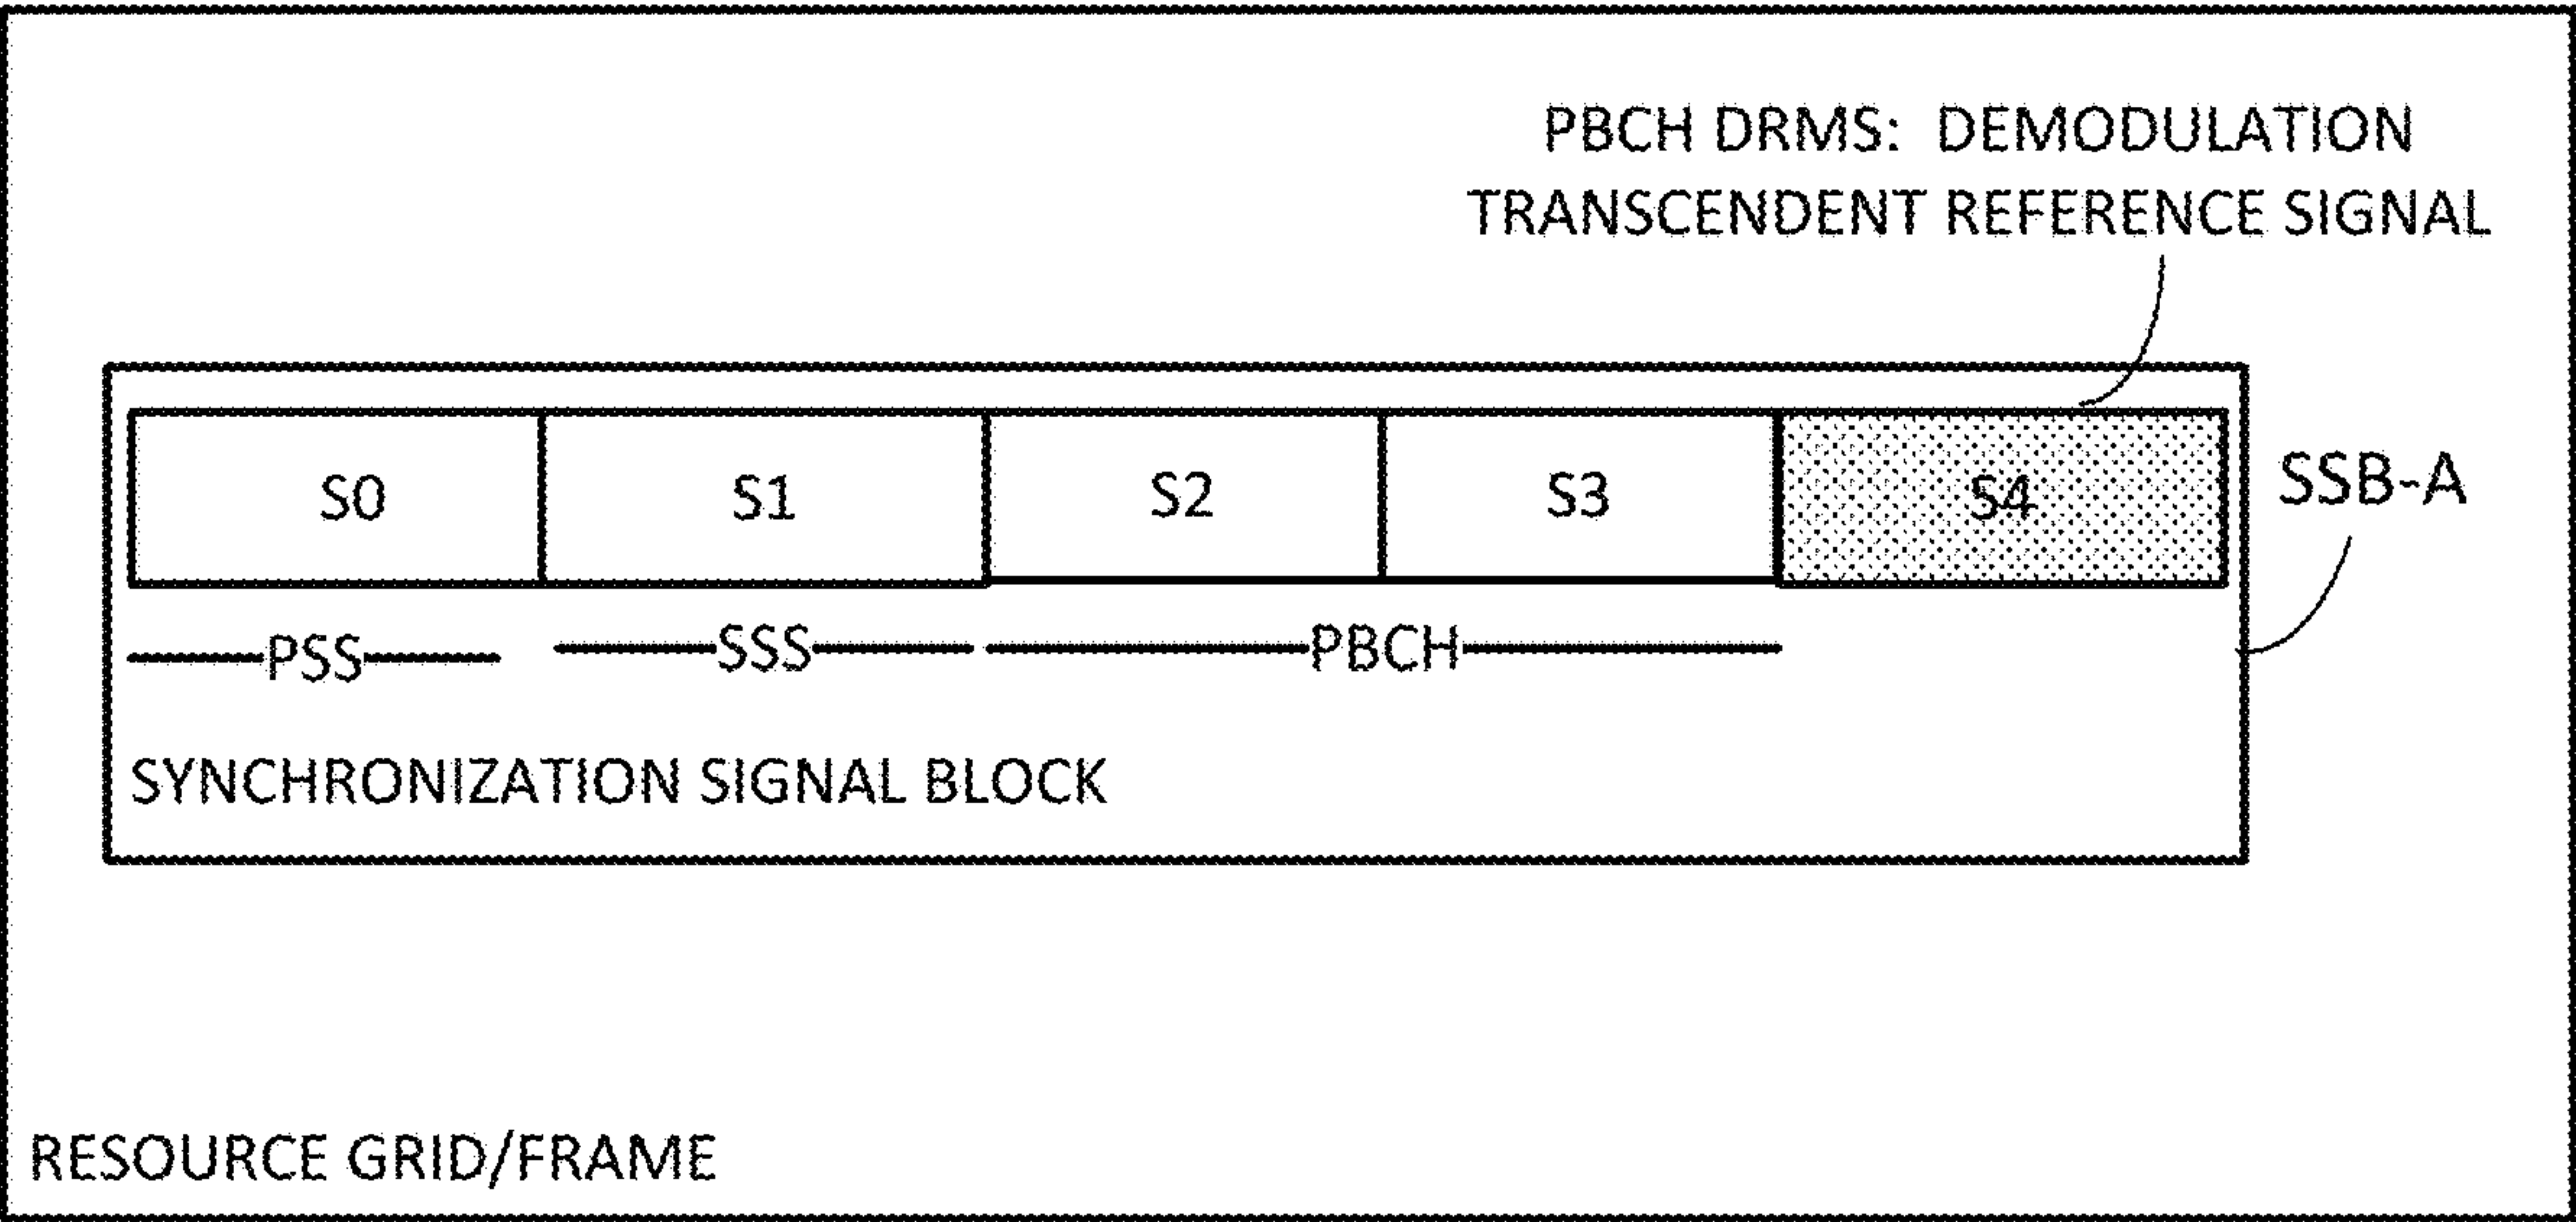 PBCH DRMS: DEMODULATION
TRANSCENDENT REFERENCE SIGNAL
S0 S1 S2 S3 S4
SSB-A
PSS SSS PBCH
SYNCHRONIZATION SIGNAL BLOCK
RESOURCE GRID/FRAME